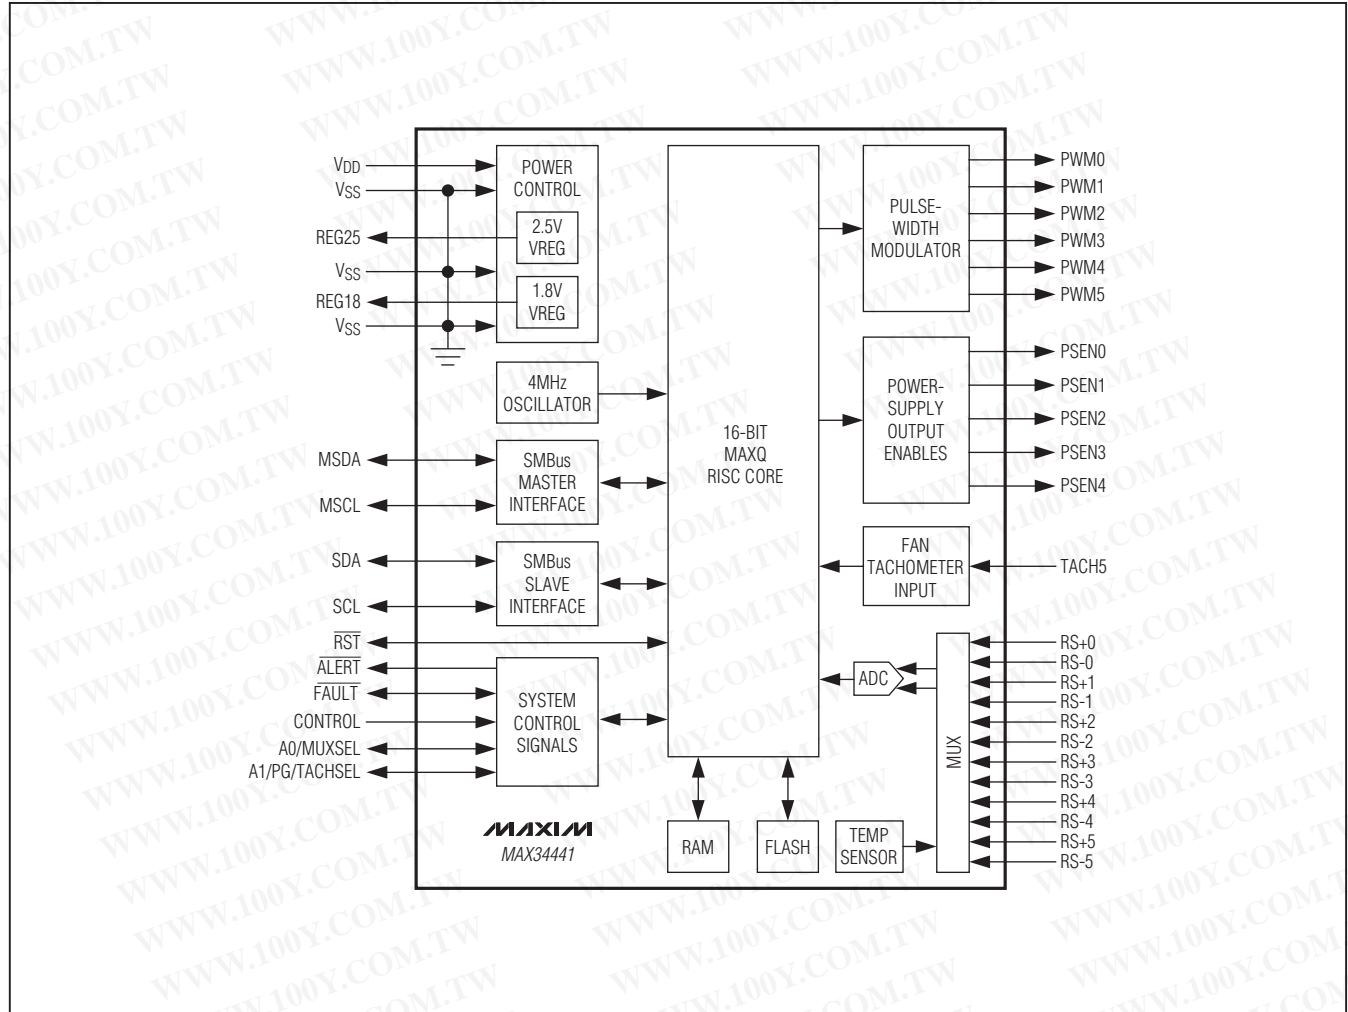 VDD
VSS
REG25
VSS
REG18
VSS
POWER
CONTROL
2.5V
VREG
1.8V
VREG
4MHz
OSCILLATOR
MSDA
MSCL
SMBus
MASTER
INTERFACE
SDA
SCL
SMBus
SLAVE
INTERFACE
RST
ALERT
FAULT
CONTROL
A0/MUXSEL
A1/PG/TACHSEL
SYSTEM
CONTROL
SIGNALS
MAXIM
MAX34441
16-BIT
MAXQ
RISC CORE
RAM
FLASH
PULSE-
WIDTH
MODULATOR
PWM0
PWM1
PWM2
PWM3
PWM4
PWM5
POWER-
SUPPLY
OUTPUT
ENABLES
PSEN0
PSEN1
PSEN2
PSEN3
PSEN4
FAN
TACHOMETER
INPUT
TACH5
ADC
MUX
TEMP
SENSOR
RS+0
RS-0
RS+1
RS-1
RS+2
RS-2
RS+3
RS-3
RS+4
RS-4
RS+5
RS-5
WWW.100Y.COM.TW